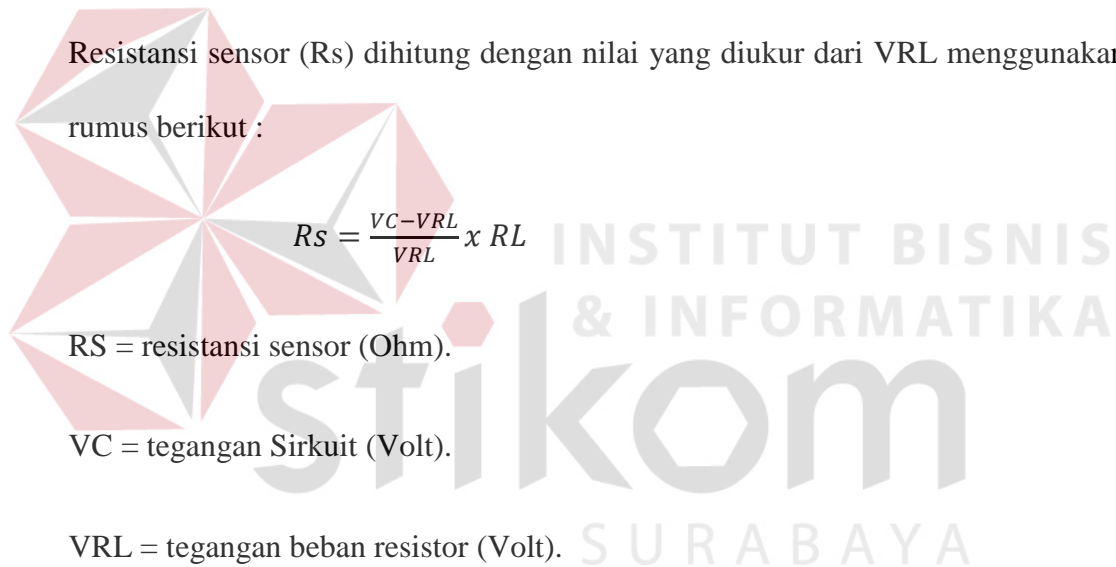 Resistansi sensor (Rs) dihitung dengan nilai yang diukur dari VRL
rumus berikut :
Rs = \frac{VC-VRL}{VRL} x RL
INSTITUT BISNIS
& INFORMATIKA
RS = resistansi sensor (Ohm).
stikom
VC = tegangan Sirkuit (Volt).
VRL = tegangan beban resistor (Volt).
SURABAYA